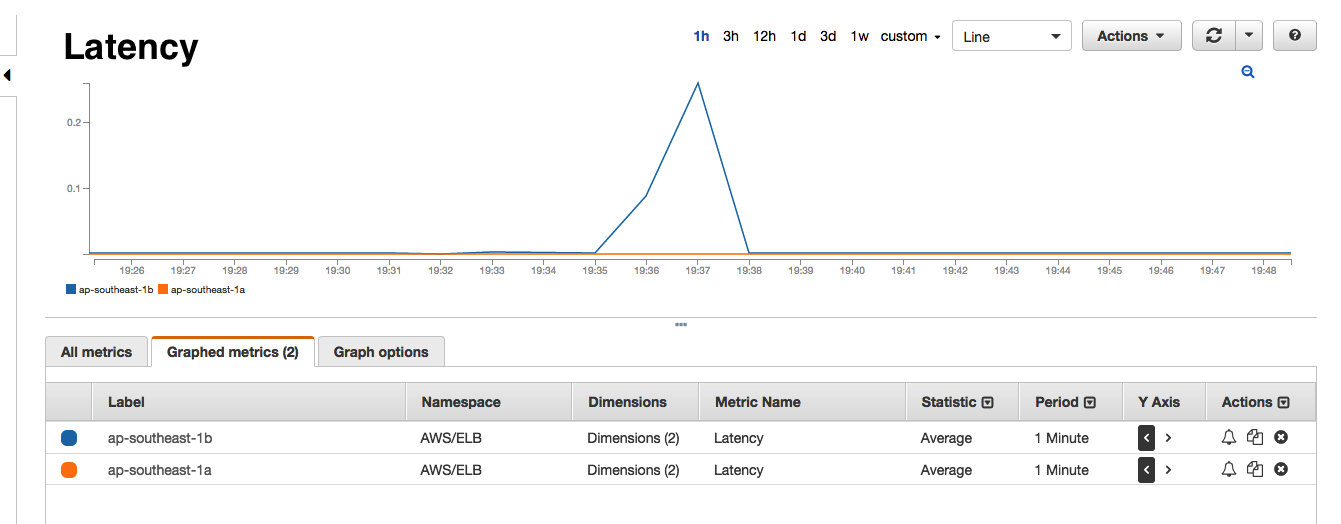 Latency
1h 3h 12h 1d 3d 1w custom Line Actions
0.2
0.1
19:26 19:27 19:28 19:29 19:30 19:31 19:32 19:33 19:34 19:35 19:36 19:37 19:38 19:39 19:40 19:41 19:42 19:43 19:44 19:45 19:46 19:47 19:48
ap-southeast-1b ap-southeast-1a
All metrics Graphed metrics (2) Graph options
Label Namespace Dimensions Metric Name Statistic Period Y Axis Actions
ap-southeast-1b AWS/ELB Dimensions (2) Latency Average 1 Minute < >
ap-southeast-1a AWS/ELB Dimensions (2) Latency Average 1 Minute < >